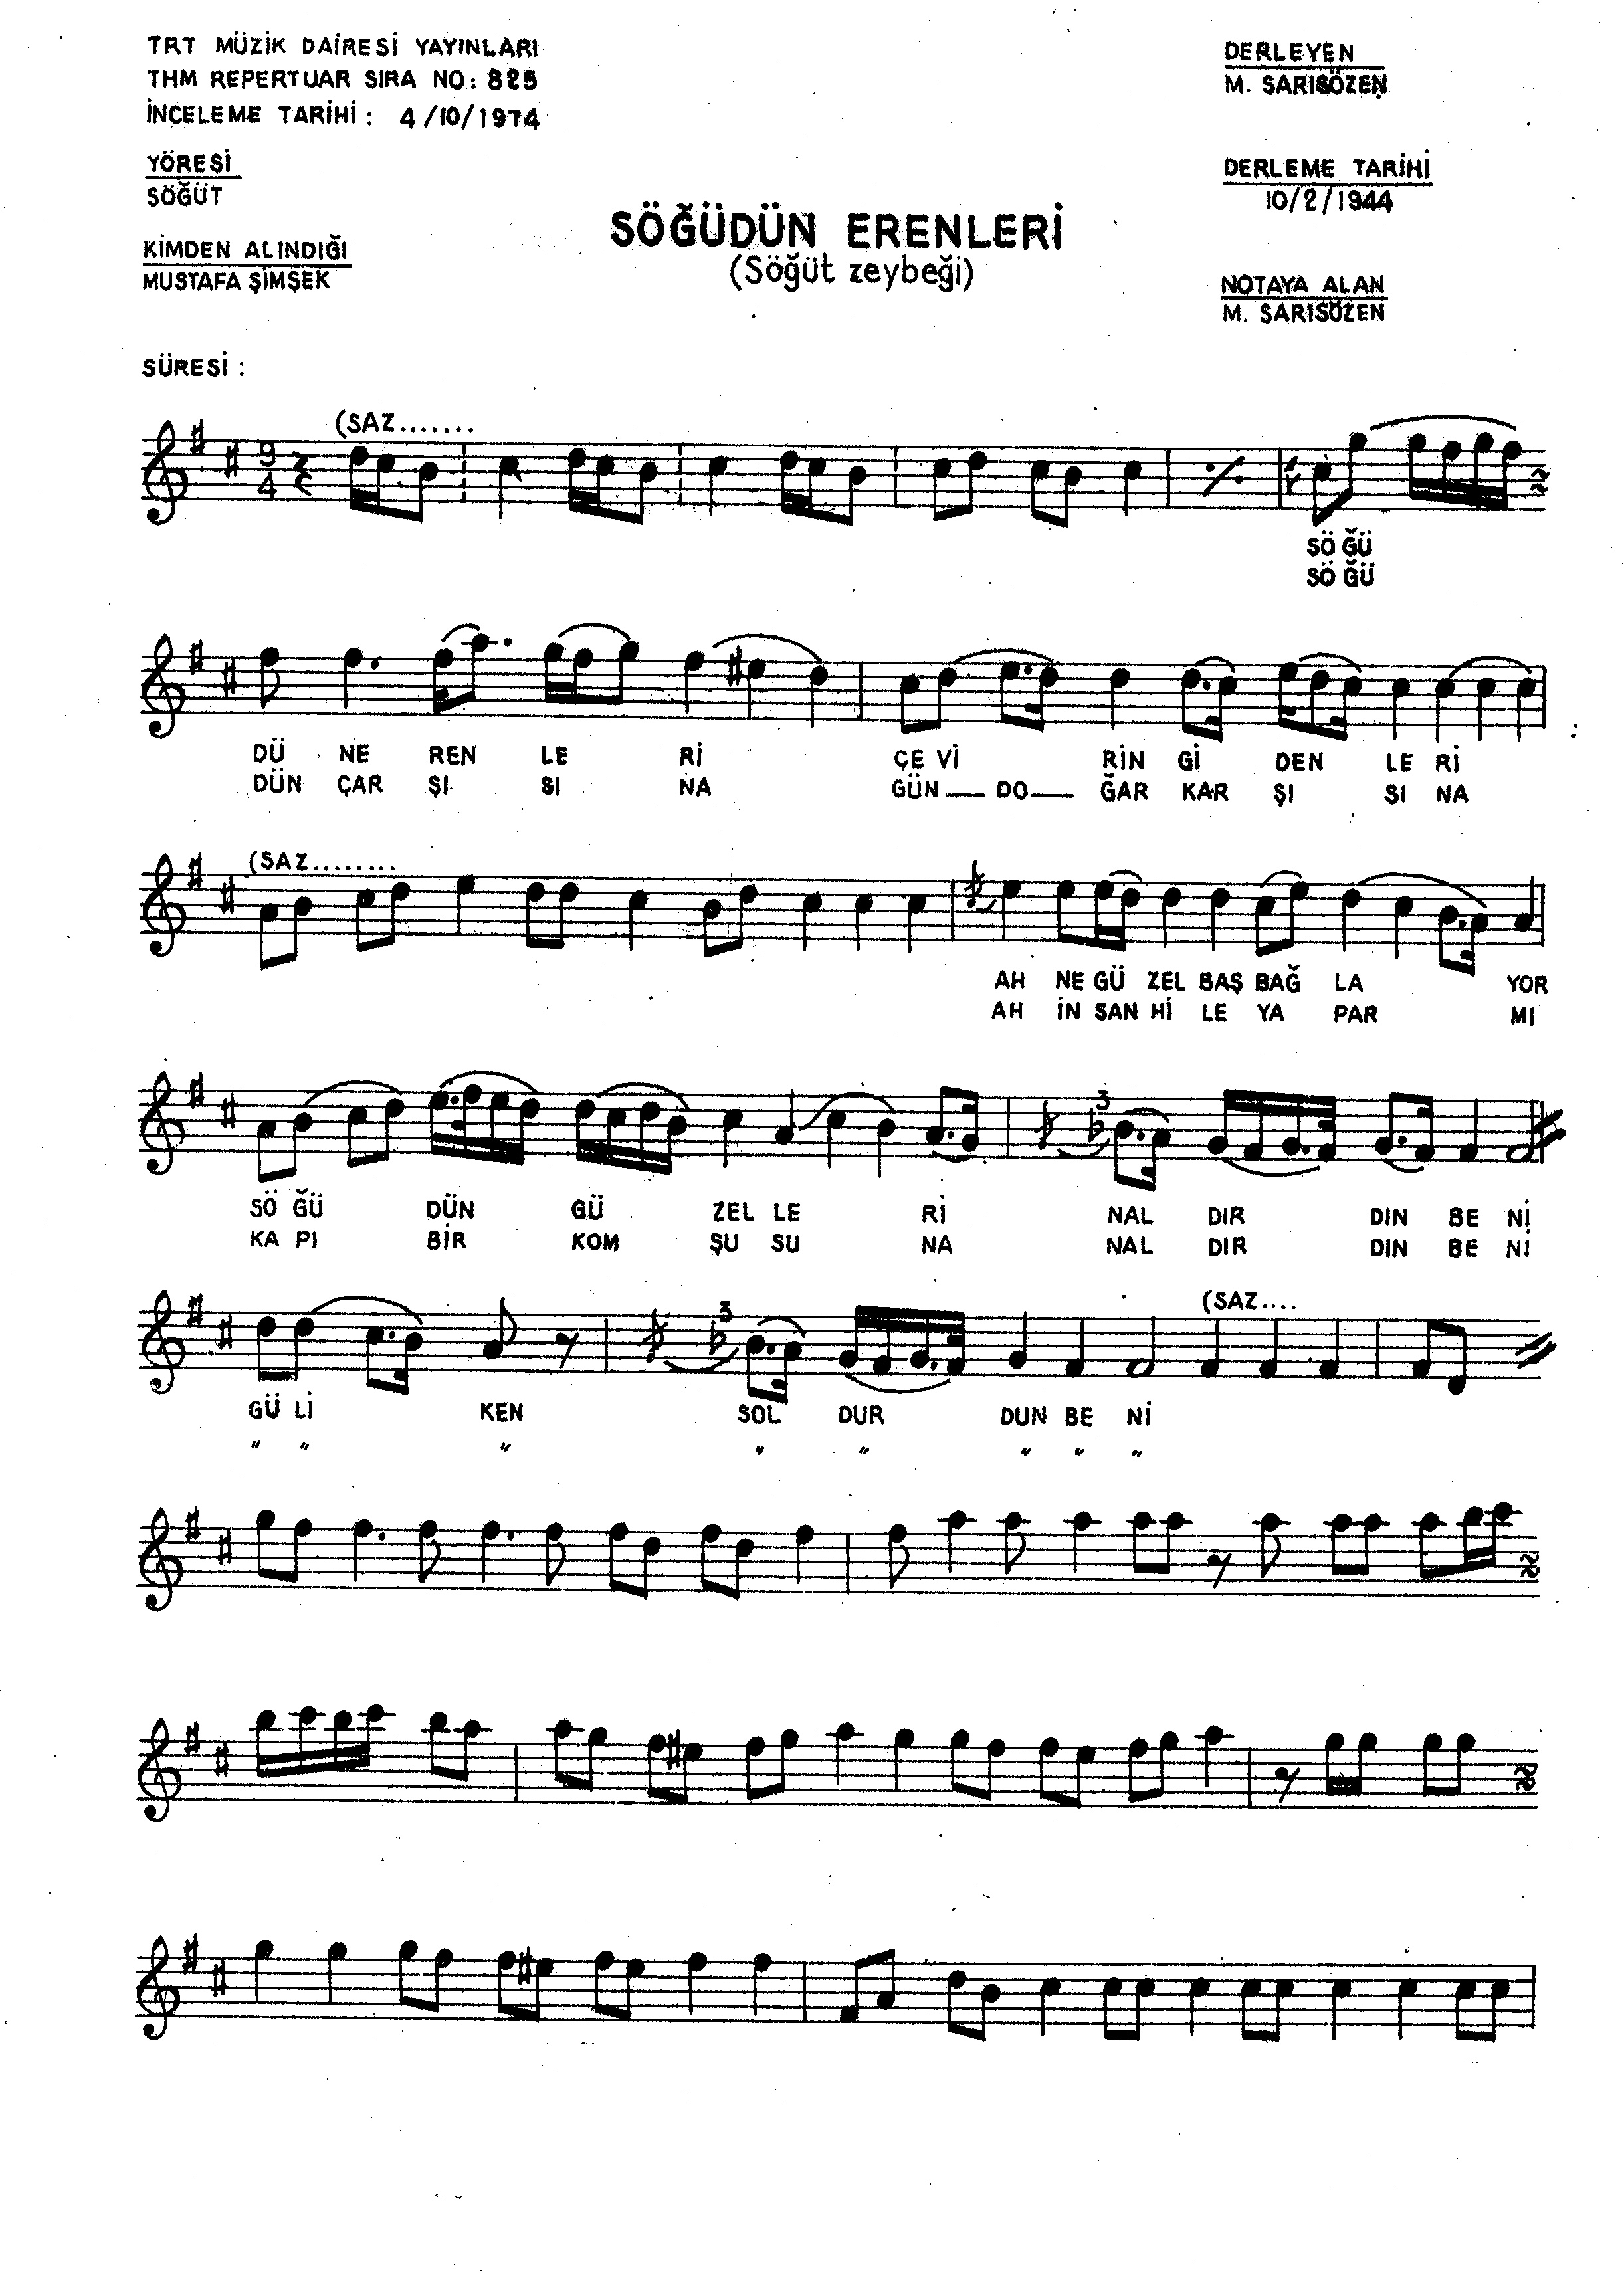 TRT MÜZİK DAİRESİ YAYINLARI
THM REPERTUAR SIRA NO: 825
İNCELEME TARİHİ : 4/10/1974
DERLEYEN
M. SARISÖZEN
YÖRESİ
SÖĞÜT
DERLEME TARİHİ
10/2/1944
SÖĞÜDÜN ERENLERİ
(Söğüt zeybeği)
KİMDEN ALINDIĞI
MUSTAFA ŞİMŞEK
NOTAYA ALAN
M. SARISÖZEN
SÜRESİ :
(SAZ.......
9
4
SÖ ĞÜ
SÖ ĞÜ
DÜ NE REN LE Rİ ÇE Vİ RİN Gİ DEN LE Rİ
DÜN ÇAR ŞI SI NA GÜN DO ĞAR KAR ŞI SI NA
(SAZ........
AH NE GÜ ZEL BAŞ BAĞ LA YOR
AH İN SAN Hİ LE YA PAR MI
3
SÖ ĞÜ DÜN GÜ ZEL LE Rİ NAL DIR DIN BE Nİ
KA PI BİR KOM ŞU SU NA NAL DIR DIN BE Nİ
3
(SAZ....
GÜ Lİ KEN SOL DUR DUN BE Nİ
" " " " " " " "